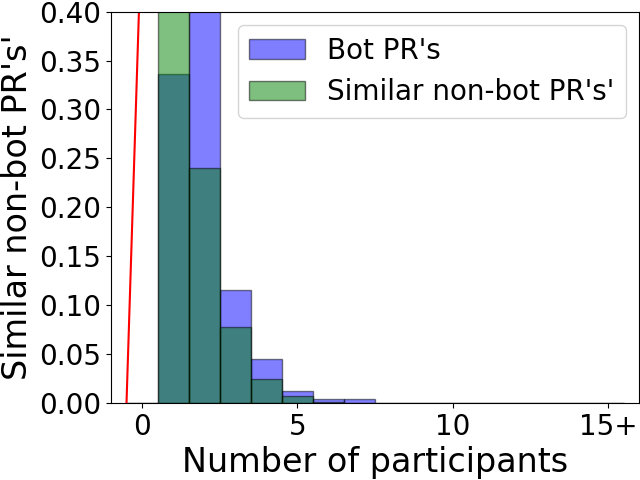 Similar non-bot PR's'
0.40
0.35
0.30
0.25
0.20
0.15
0.10
0.05
0.00
Bot PR's
Similar non-bot PR's'
0 5 10 15+
Number of participants